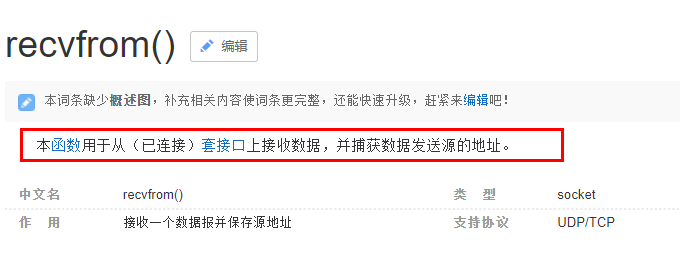 recvfrom() 编辑
本词条缺少概述图，补充相关内容使词条更完整，还能快速升级，赶紧来编辑吧！
本函数用于从（已连接）套接口上接收数据，并捕获数据发送源的地址。
中文名 recvfrom() 类 型 socket
作 用 接收一个数据报并保存源地址 支持协议 UDP/TCP